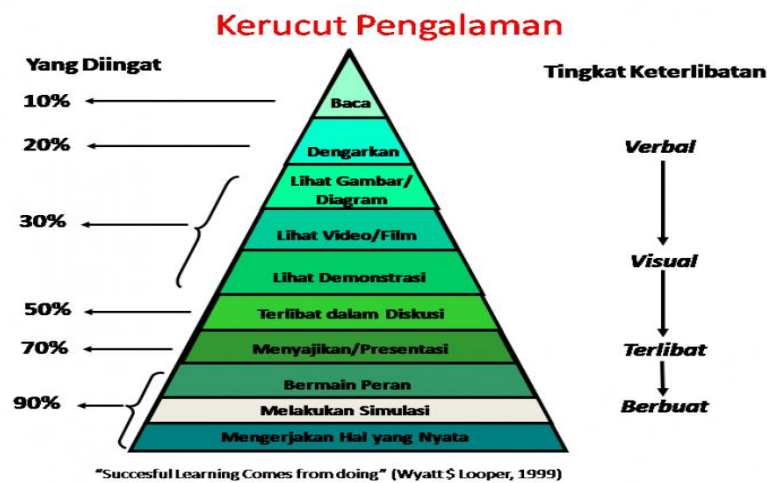 Kerucut Pengalaman
Yang Diingat
Tingkat Keterlibatan
10%
Baca
20%
Dengarkan
Verbal
Lihat Gambar/
Diagram
30%
Lihat Video/Film
Visual
Lihat Demonstrasi
50%
Terlibat dalam Diskusi
70%
Menyajikan/Presentasi
Terlibat
Bermain Peran
90%
Melakukan Simulasi
Berbuat
Mengerjakan Hal yang Nyata
“Succesful Learning Comes from doing” (Wyatt $ Looper, 1999)